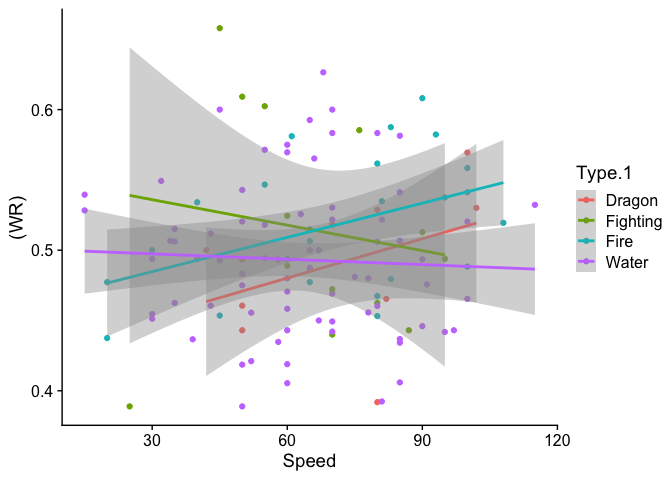 0.6
0.5
0.4
(WR)
30
60
90
120
Speed
Type.1
Dragon
Fighting
Fire
Water